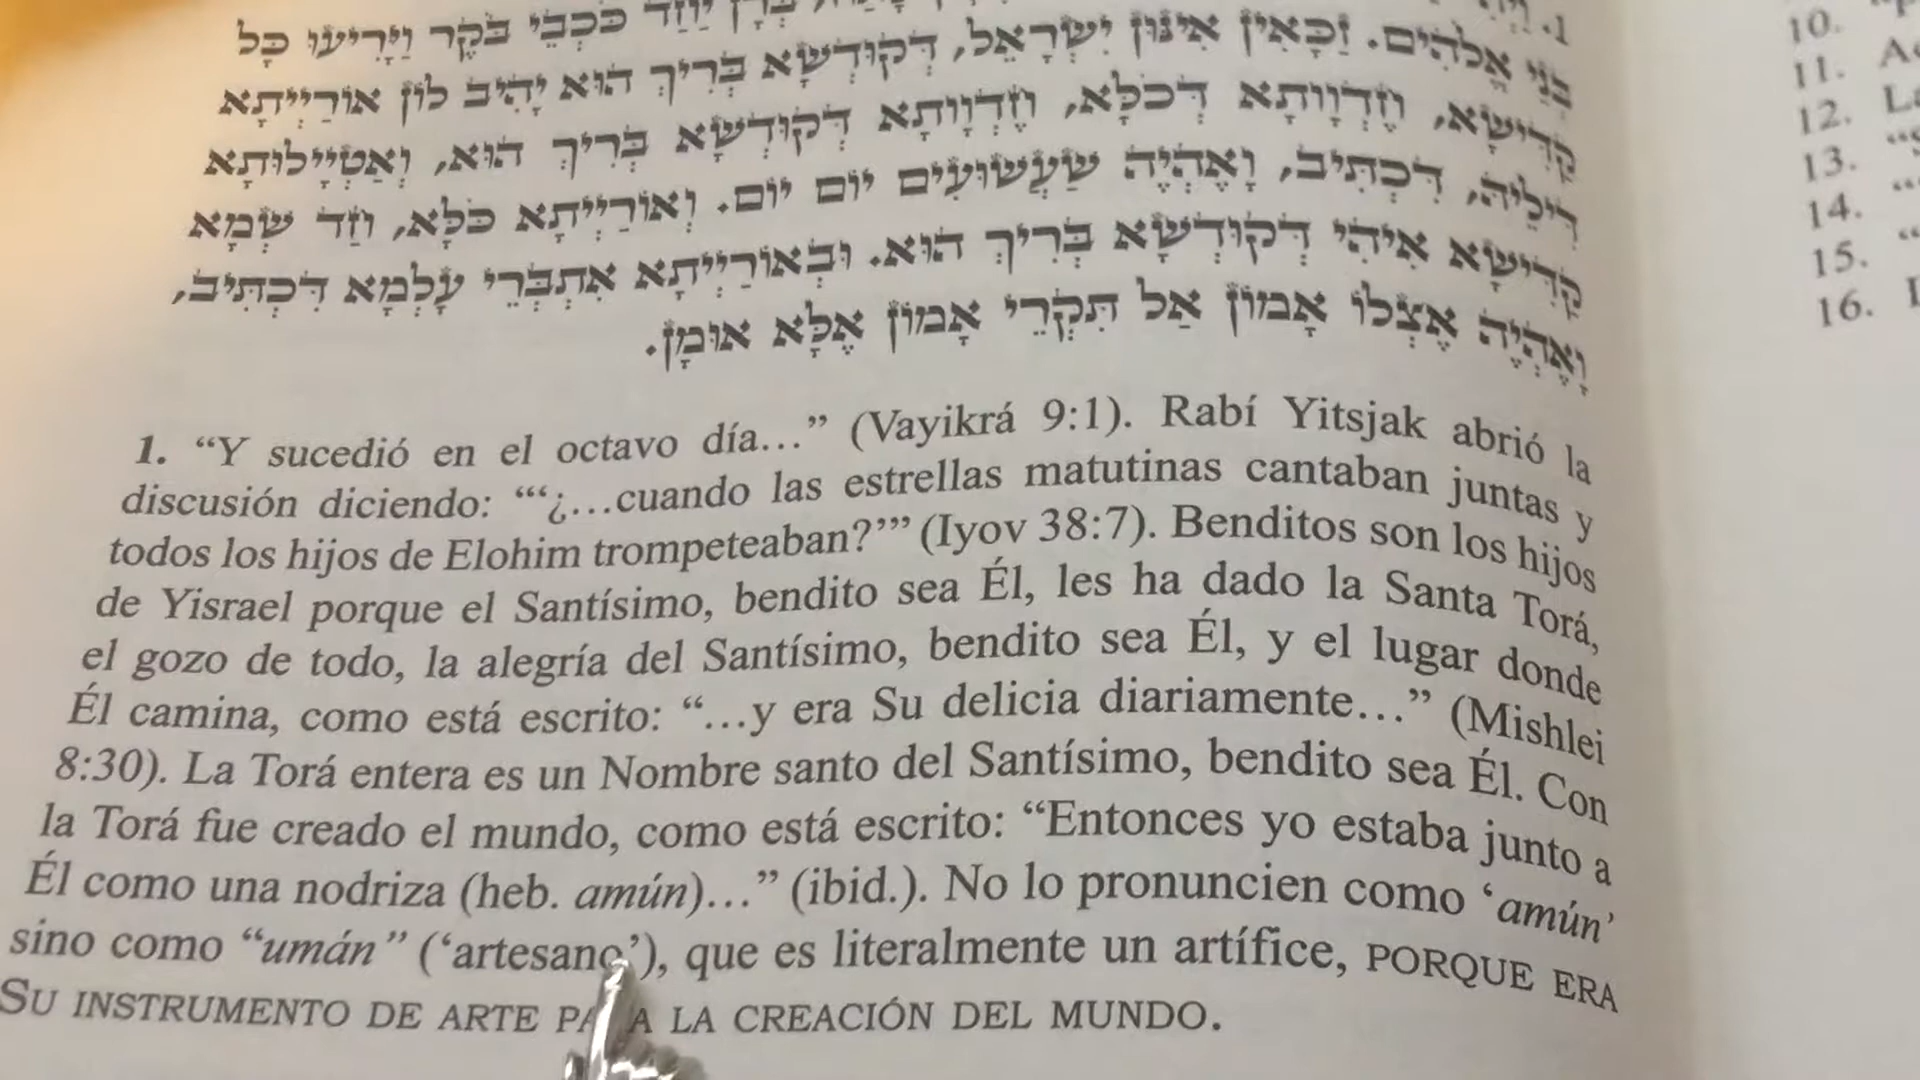 כֹּכְבֵי בֹּקֶר וַיָּרִיעוּ כָּל
בְּנֵי אֱלֹהִים. זַכָּאִין אִינּוּן יִשְׂרָאֵל, דְּקוּדְשָׁא בְּרִיךְ הוּא יָהִיב לוֹן אוֹרַיְיתָא
קַדִּישָׁא, חֶדְוָותָא דְּכֹלָּא, חֶדְוָותָא דְּקוּדְשָׁא בְּרִיךְ הוּא, וְאַטְיָילוּתָא
דִּילֵיהּ, דִּכְתִּיב, וָאֶהְיֶה שַׁעֲשׁוּעִים יוֹם יוֹם. וְאוֹרַיְיתָא כֹּלָּא, חַד שְׁמָא
קַדִּישָׁא אִיהִי דְּקוּדְשָׁא בְּרִיךְ הוּא. וּבְאוֹרַיְיתָא אִתְבְּרֵי עָלְמָא דִּכְתִּיב,
וָאֶהְיֶה אֶצְלוֹ אָמוֹן אַל תִּקְרֵי אָמוֹן אֶלָּא אוּמָן.
1. “Y sucedió en el octavo día…” (Vayikrá 9:1). Rabí Yitsjak abrió la
discusión diciendo: “‘¿…cuando las estrellas matutinas cantaban juntas y
todos los hijos de Elohim trompeteaban?’” (Iyov 38:7). Benditos son los hijos
de Yisrael porque el Santísimo, bendito sea Él, les ha dado la Santa Torá,
el gozo de todo, la alegría del Santísimo, bendito sea Él, y el lugar donde
Él camina, como está escrito: “…y era Su delicia diariamente…” (Mishlei
8:30). La Torá entera es un Nombre santo del Santísimo, bendito sea Él. Con
la Torá fue creado el mundo, como está escrito: “Entonces yo estaba junto a
Él como una nodriza (heb. amún)…” (ibid.). No lo pronuncien como ‘amún’
sino como “umán” (‘artesano’), que es literalmente un artífice, PORQUE ERA
SU INSTRUMENTO DE ARTE PARA LA CREACIÓN DEL MUNDO.
10.
11.
12.
13.
14.
15.
16.